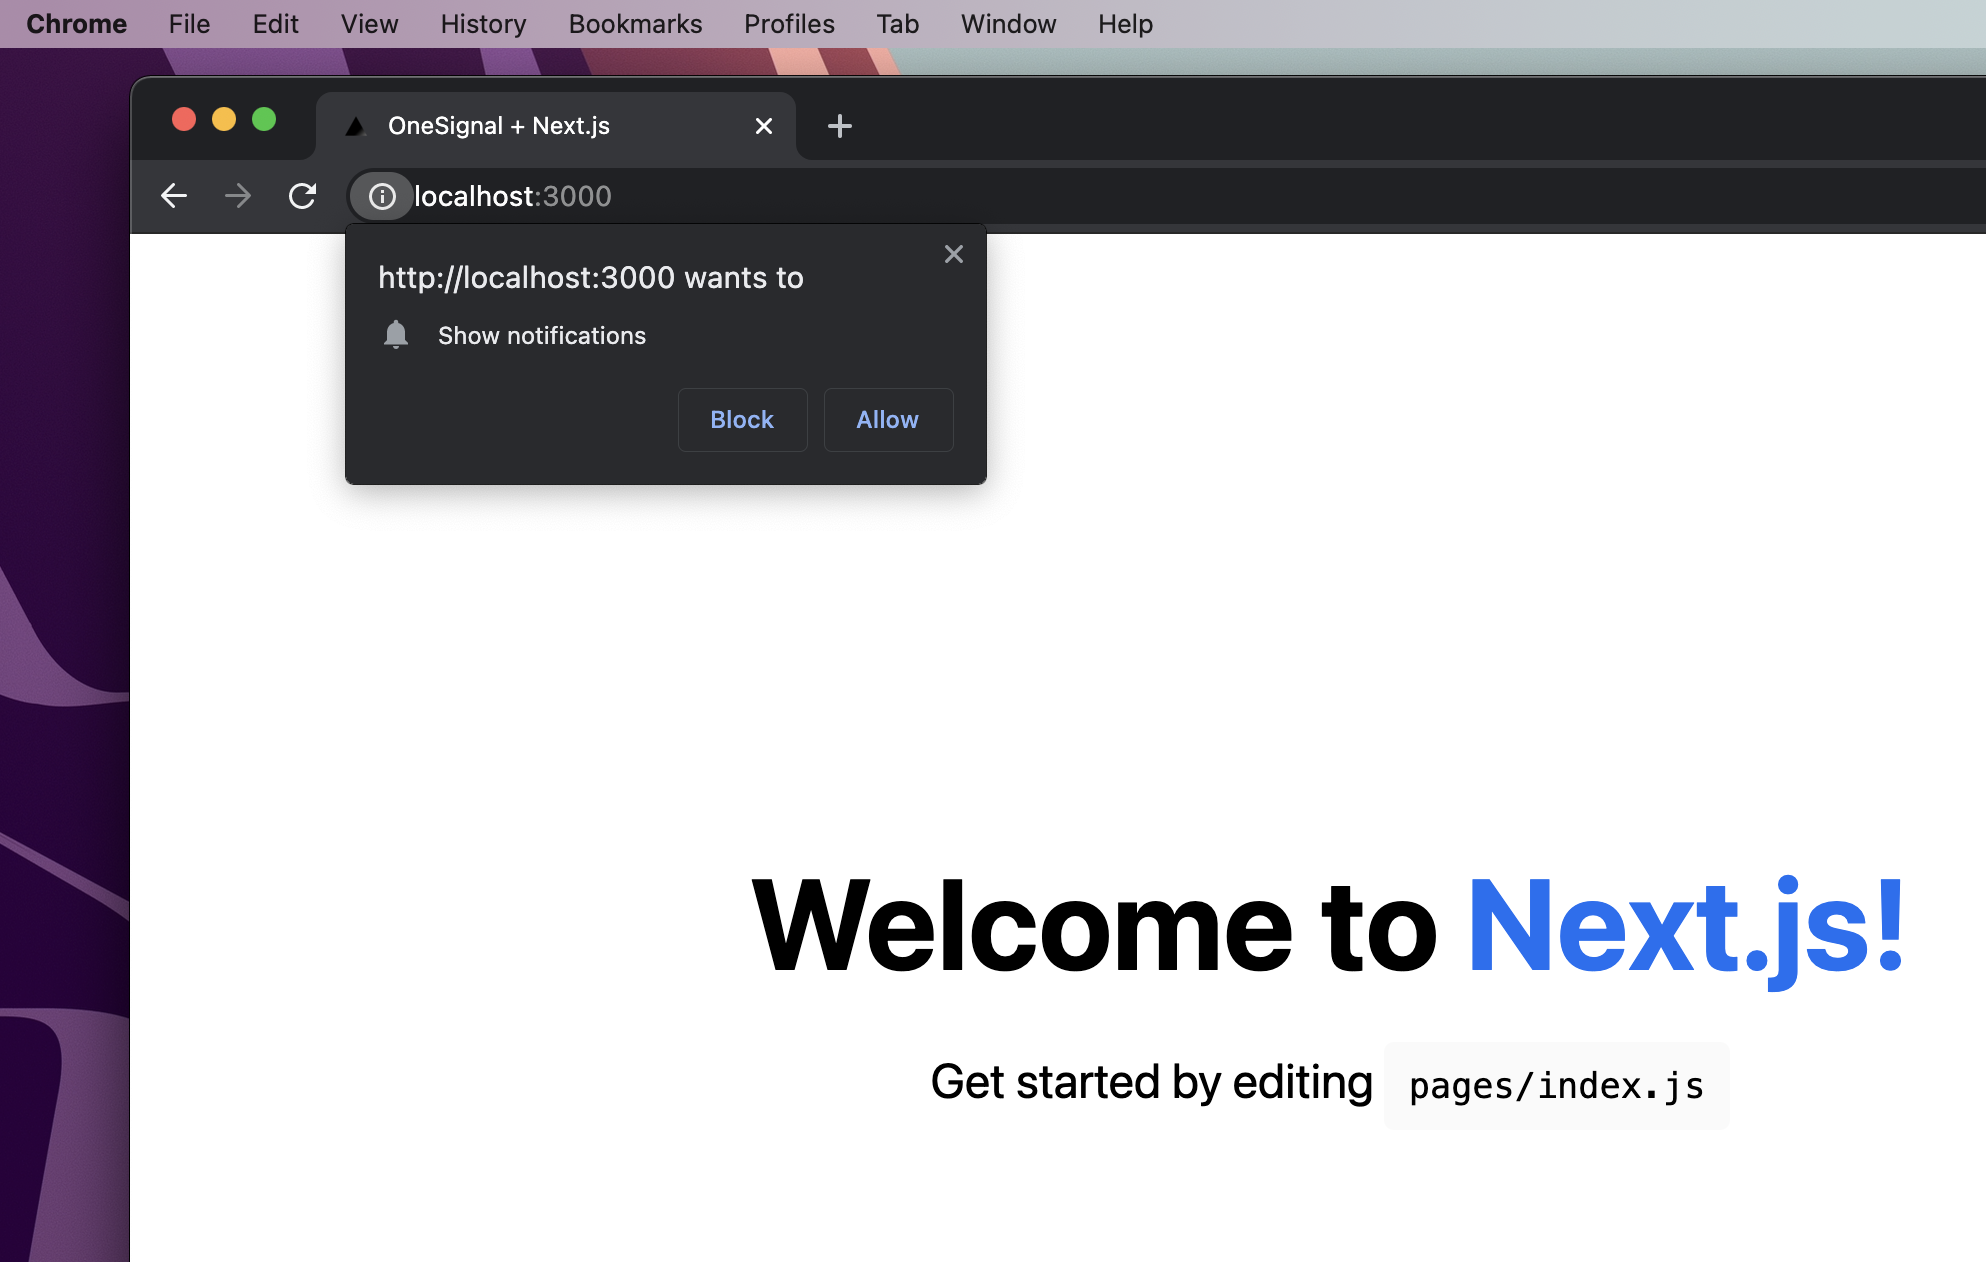 Chrome File Edit View History Bookmarks Profiles Tab Window Help
OneSignal + Next.js
localhost:3000
http://localhost:3000 wants to
Show notifications
Block Allow
Welcome to Next.js!
Get started by editing pages/index.js